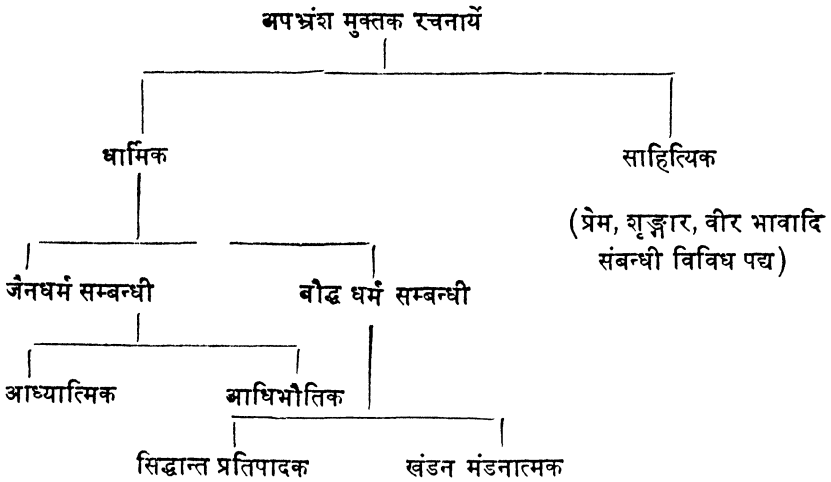 अपभ्रंश मुक्तक रचनायें
धार्मिक
साहित्यिक
(प्रेम, शृङ्गार, वीर भावादि
संबन्धी विविध पद्य)
जैनधर्म सम्बन्धी
बौद्ध धर्म सम्बन्धी
आध्यात्मिक
आधिभौतिक
सिद्धान्त प्रतिपादक
खंडन मंडनात्मक